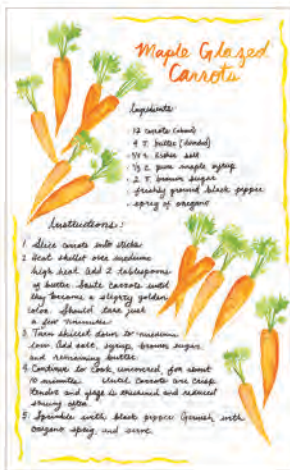 Maple Glazed
Carrots
Ingredients:
12 carrots
4 T. butter (divided)
kosher salt
1/3 c. pure maple syrup
2 T. brown sugar
freshly ground black pepper
sprig of oregano
Instructions:
1. Slice carrots into sticks
2. Heat skillet over medium
high heat. Add 2 tablespoons
of butter. Saute carrots until
they become a slightly golden
color. Should take just
a few minutes.
3. Turn skillet down to medium
low. Add salt, syrup, brown sugar
and remaining butter.
4. Continue to cook, uncovered, for about
10 minutes. Until carrots are crisp
tender and glaze is thickened and reduced
stirring often.
5. Sprinkle with black pepper. Garnish with
oregano sprig and serve.